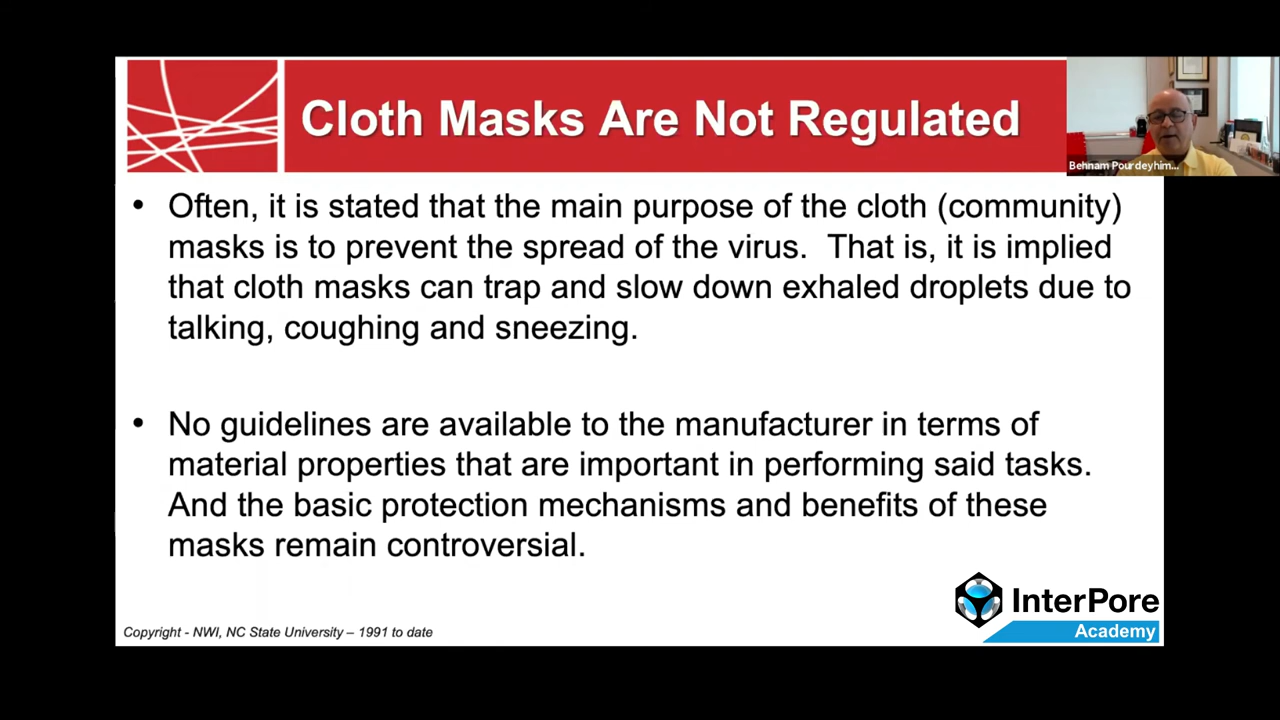 Cloth Masks Are Not Regulated
Behnam Pourdeyhim...
• Often, it is stated that the main purpose of the cloth (community)
masks is to prevent the spread of the virus. That is, it is implied
that cloth masks can trap and slow down exhaled droplets due to
talking, coughing and sneezing.
• No guidelines are available to the manufacturer in terms of
material properties that are important in performing said tasks.
And the basic protection mechanisms and benefits of these
masks remain controversial.
InterPore
Academy
Copyright - NWI, NC State University – 1991 to date